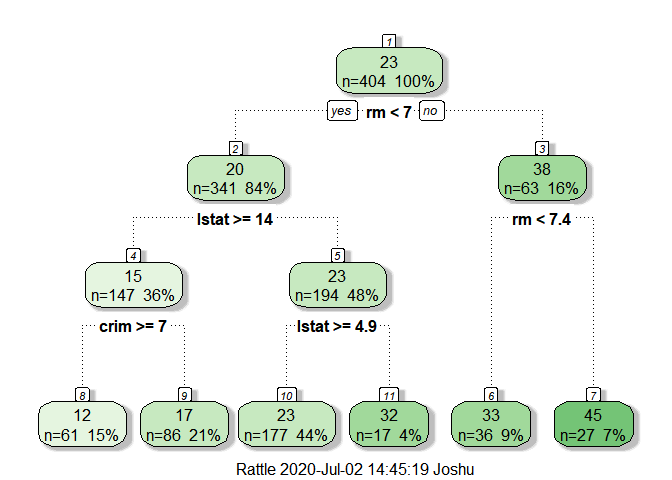 1
23
n=404 100%
yes rm < 7 no
2
20
n=341 84%
3
38
n=63 16%
lstat >= 14
rm < 7.4
4
15
n=147 36%
5
23
n=194 48%
crim >= 7
lstat >= 4.9
8
12
n=61 15%
9
17
n=86 21%
10
23
n=177 44%
11
32
n=17 4%
6
33
n=36 9%
7
45
n=27 7%
Rattle 2020-Jul-02 14:45:19 Joshu